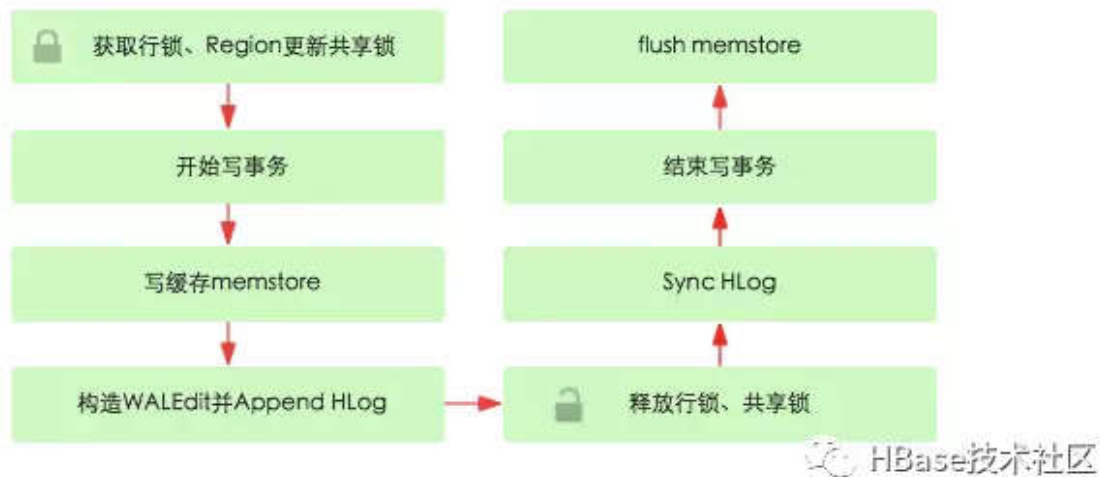 获取行锁、Region更新共享锁
开始写事务
写缓存memstore
构造WALEdit并Append HLog
释放行锁、共享锁
Sync HLog
结束写事务
flush memstore
HBase技术社区